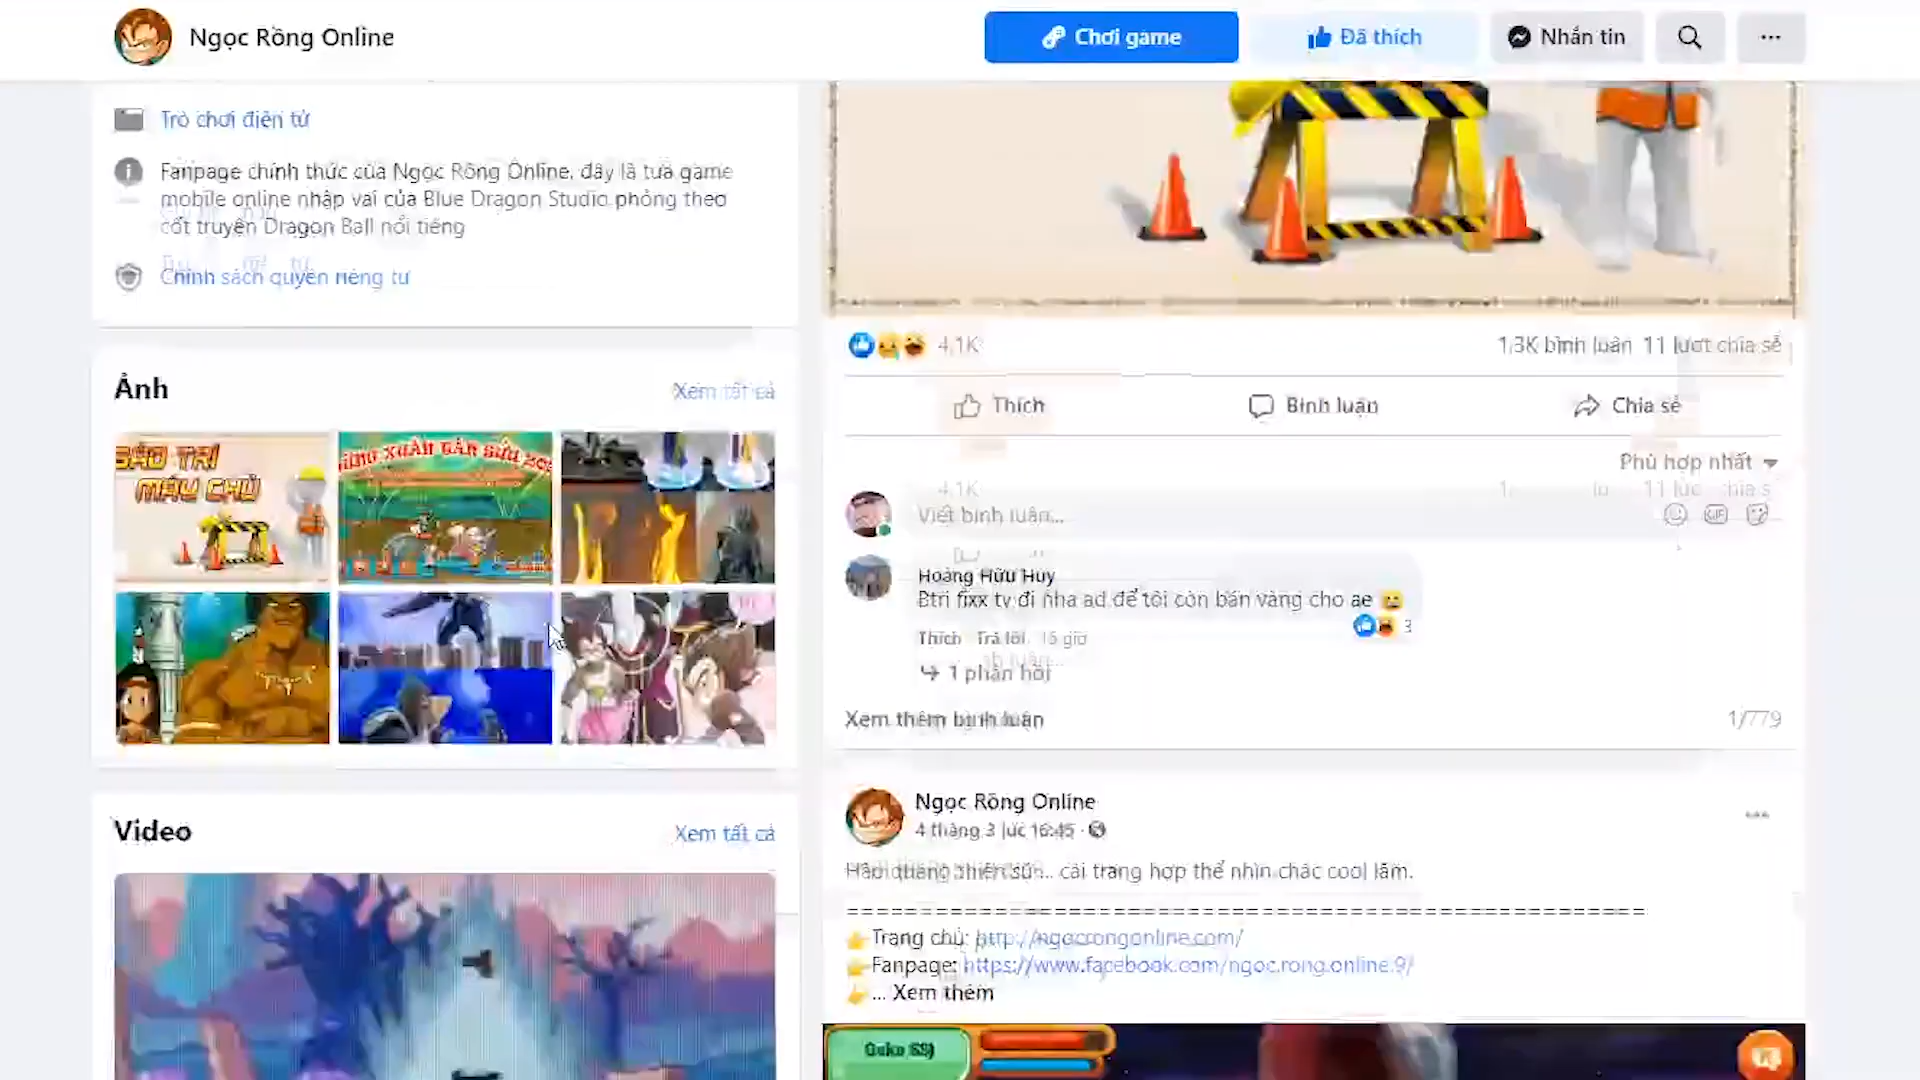 Ngọc Rồng Online
Chơi game
Đã thích
Nhắn tin
Trò chơi điện tử
Fanpage chính thức của Ngọc Rồng Online, đây là tựa game
mobile online nhập vai của Blue Dragon Studio phỏng theo
cốt truyện Dragon Ball nổi tiếng
Chính sách quyền riêng tư
Ảnh
Xem tất cả
BẢO TRÌ
MÁY CHỦ
Video
Xem tất cả
4,1K
1,3K bình luận 11 lượt chia sẻ
Thích
Bình luận
Chia sẻ
Phù hợp nhất
Viết bình luận...
GIF
Hoàng Hữu Huy
Btri fixx tv đi nha ad để tôi còn bán vàng cho ae
3
Thích Trả lời 15 giờ
1 phản hồi
Xem thêm bình luận
1/779
Ngọc Rồng Online
4 tháng 3 lúc 16:45
thiên sứ... cải trang hợp thể nhìn chắc cool lắm.
=======================================================
Trang chủ: http://ngocrongonline.com/
Fanpage: https://www.facebook.com/ngoc.rong.online.9/
... Xem thêm